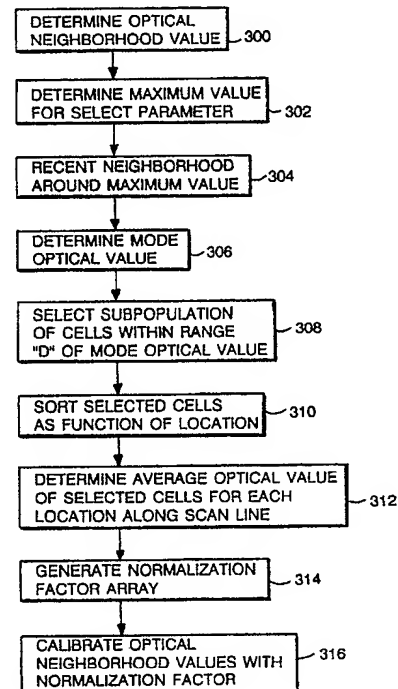 DETERMINE OPTICAL
NEIGHBORHOOD VALUE
300
DETERMINE MAXIMUM VALUE
FOR SELECT PARAMETER
302
RECENT NEIGHBORHOOD
AROUND MAXIMUM VALUE
304
DETERMINE MODE
OPTICAL VALUE
306
SELECT SUBPOPULATION
OF CELLS WITHIN RANGE
"D" OF MODE OPTICAL VALUE
308
SORT SELECTED CELLS
AS FUNCTION OF LOCATION
310
DETERMINE AVERAGE OPTICAL VALUE
OF SELECTED CELLS FOR EACH
LOCATION ALONG SCAN LINE
312
GENERATE NORMALIZATION
FACTOR ARRAY
314
CALIBRATE OPTICAL
NEIGHBORHOOD VALUES WITH
NORMALIZATION FACTOR
316